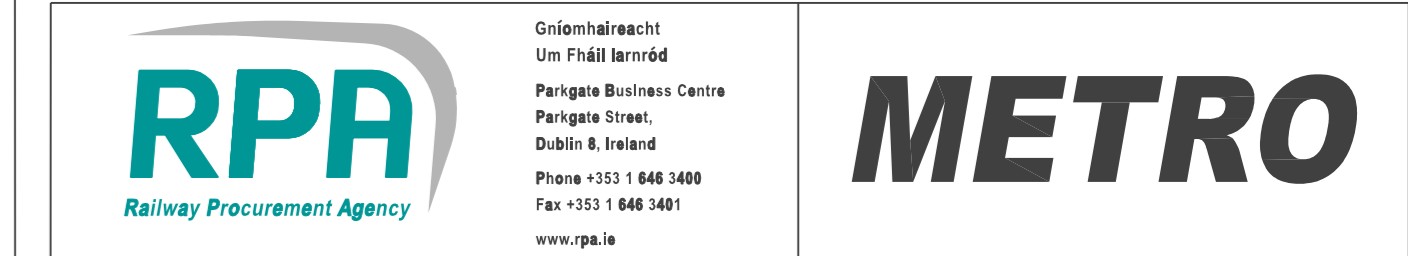 RPA
Railway Procurement Agency
Gníomhaireacht
Um Fháil Iarnród
Parkgate Business Centre
Parkgate Street,
Dublin 8, Ireland
Phone +353 1 646 3400
Fax +353 1 646 3401
www.rpa.ie
METRO